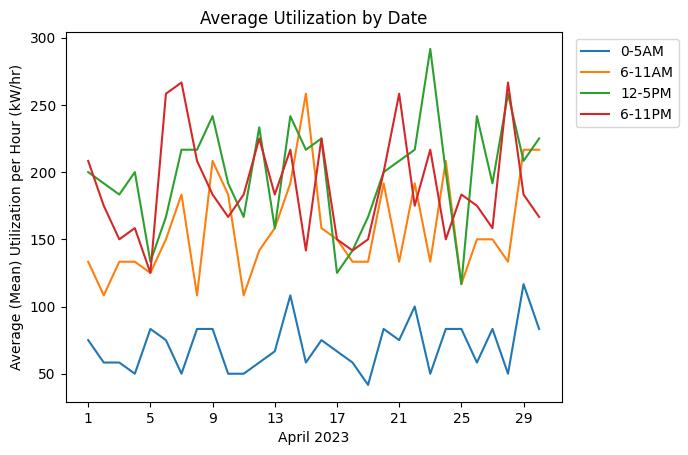 Average Utilization by Date
Average (Mean) Utilization per Hour (kW/hr)
300
250
200
150
100
50
1 5 9 13 17 21 25 29
April 2023
0-5AM
6-11AM
12-5PM
6-11PM